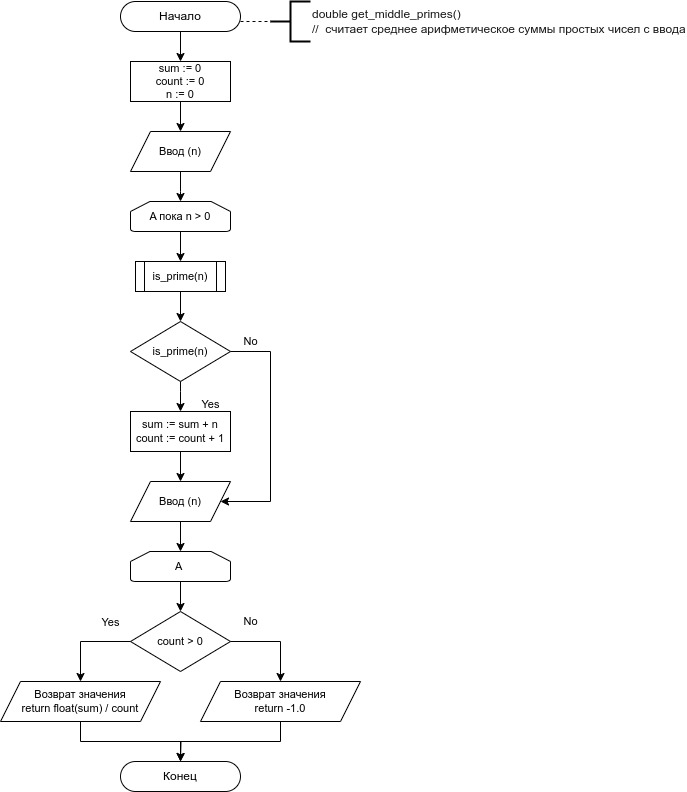 Начало
double get_middle_primes()
// считает среднее арифметическое суммы простых чисел с ввода
sum := 0
count := 0
n := 0
Ввод (n)
А пока n > 0
is_prime(n)
is_prime(n)
No
Yes
sum := sum + n
count := count + 1
Ввод (n)
А
Yes
No
count > 0
Возврат значения
return float(sum) / count
Возврат значения
return -1.0
Конец